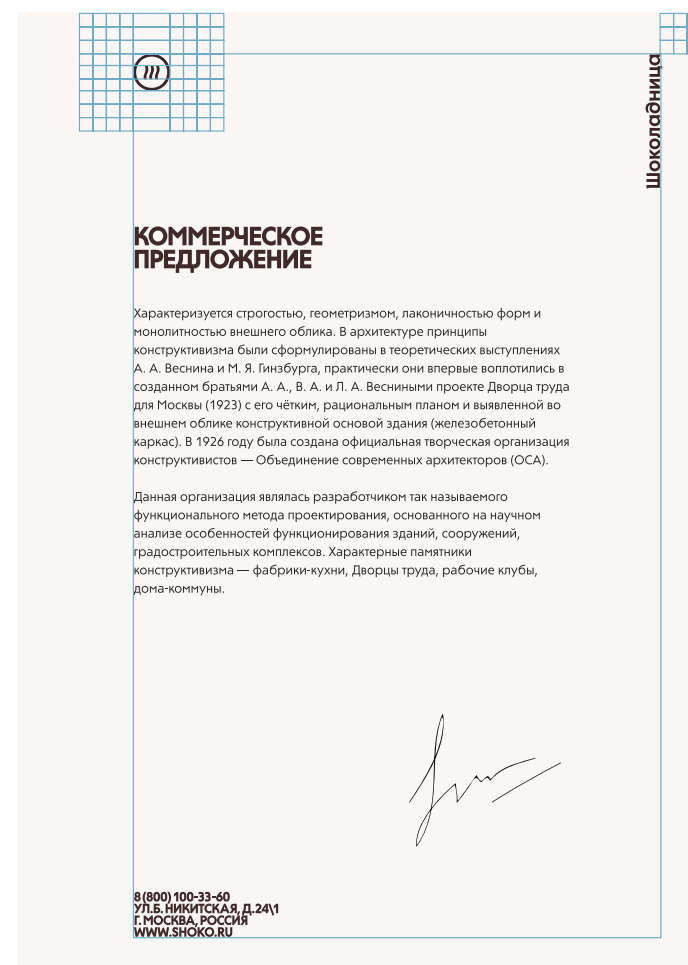 Шоколадница
КОММЕРЧЕСКОЕ
ПРЕДЛОЖЕНИЕ
Характеризуется строгостью, геометризмом, лаконичностью форм и
монолитностью внешнего облика. В архитектуре принципы
конструктивизма были сформулированы в теоретических выступлениях
А. А. Веснина и М. Я. Гинзбурга, практически они впервые воплотились в
созданном братьями А. А., В. А. и Л. А. Весниными проекте Дворца труда
для Москвы (1923) с его чётким, рациональным планом и выявленной во
внешнем облике конструктивной основой здания (железобетонный
каркас). В 1926 году была создана официальная творческая организация
конструктивистов — Объединение современных архитекторов (ОСА).
Данная организация являлась разработчиком так называемого
функционального метода проектирования, основанного на научном
анализе особенностей функционирования зданий, сооружений,
градостроительных комплексов. Характерные памятники
конструктивизма — фабрики-кухни, Дворцы труда, рабочие клубы,
дома-коммуны.
8 (800) 100-33-60
УЛ.Б. НИКИТСКАЯ, Д.24\1
Г. МОСКВА, РОССИЯ
WWW.SHOKO.RU